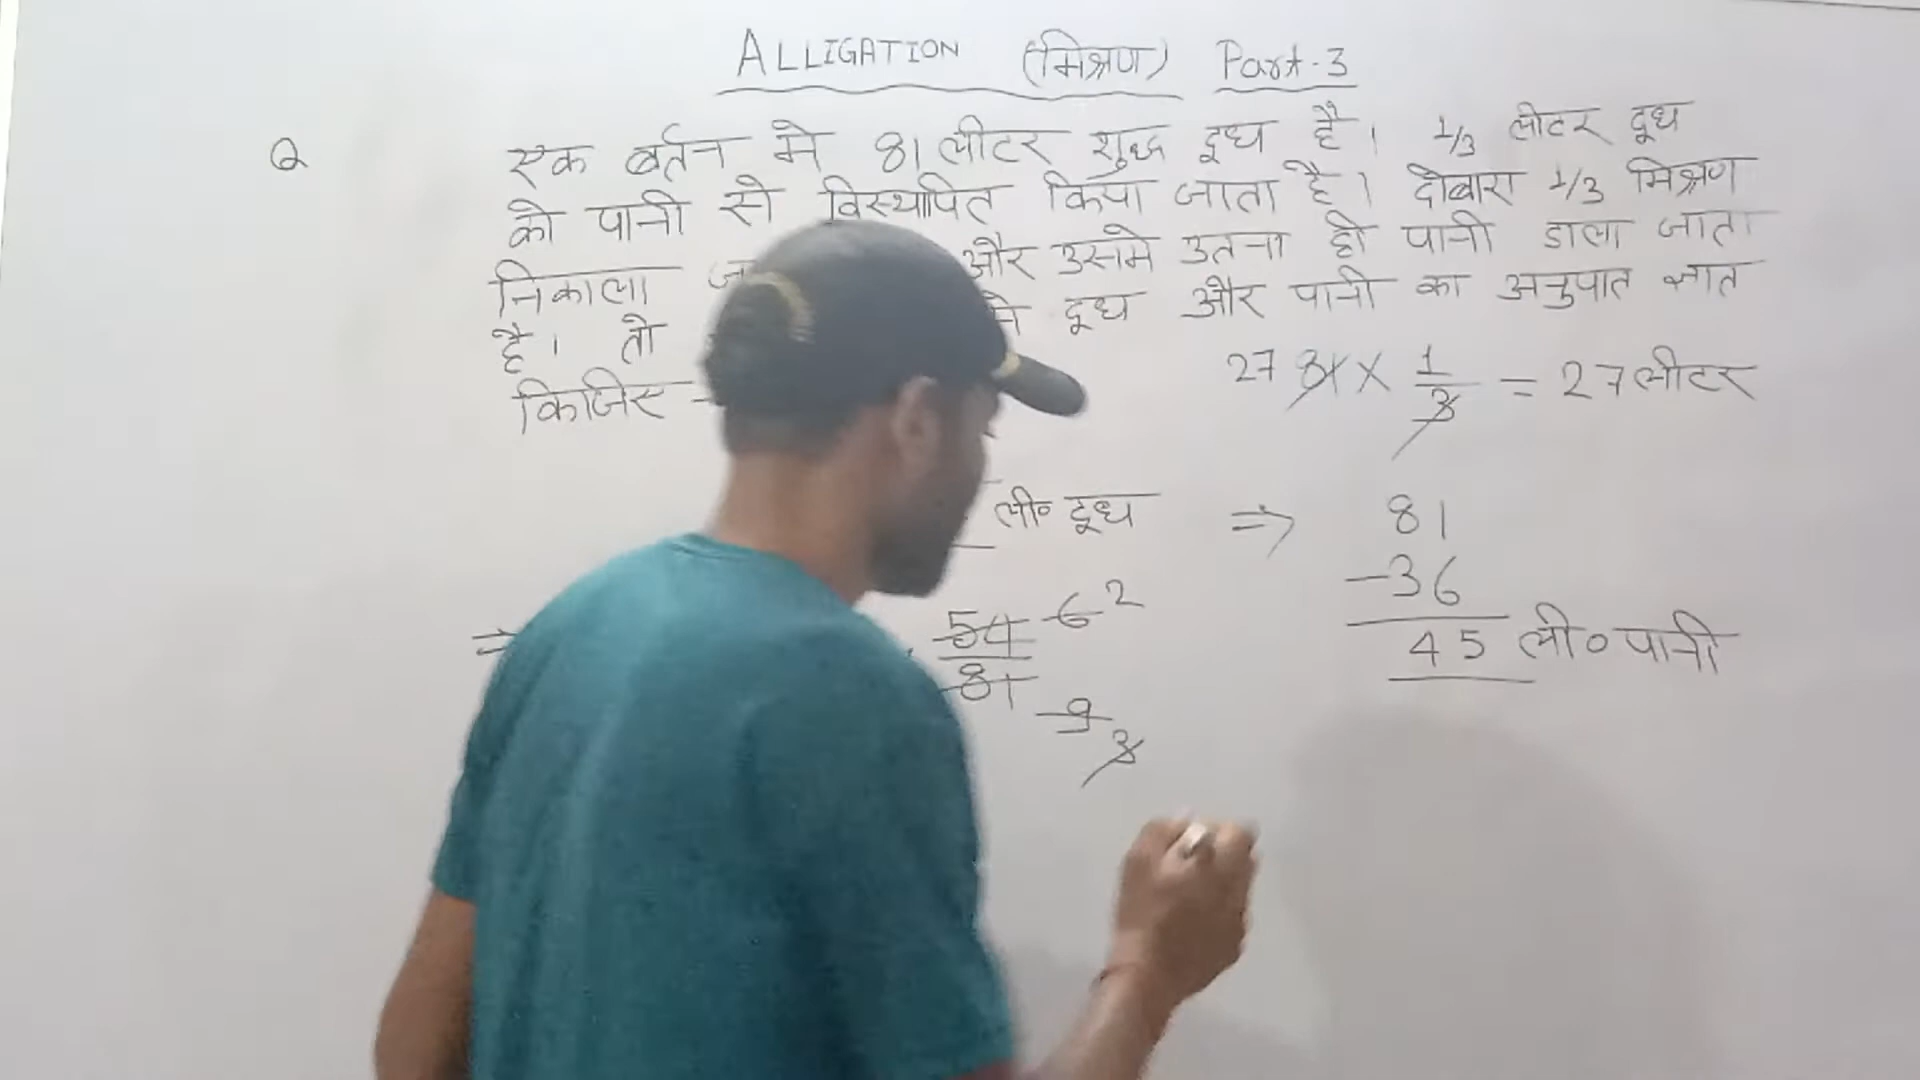 ALLIGATION (मिश्रण) Part-3
Q एक बर्तन मे 81 लीटर शुद्ध दूध है। 1/3 लीटर दूध
को पानी से विस्थापित किया जाता है। दोबारा 1/3 मिश्रण
निकाला और उसमे उतना ही पानी डाला जाता
है। तो मे दूध और पानी का अनुपात ज्ञात
किजिए -
27 81 X 1/3 = 27 लीटर
ली० दूध ⇒ 81
-36
45 ली० पानी
⇒ 54/81 6 2
9 3